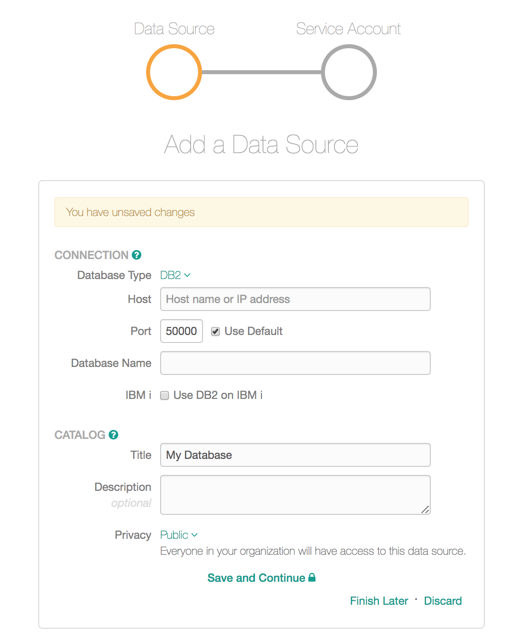 Data Source Service Account
Add a Data Source
You have unsaved changes
CONNECTION ?
Database Type DB2
Host Host name or IP address
Port 50000 Use Default
Database Name
IBM i Use DB2 on IBM i
CATALOG ?
Title My Database
Description
optional
Privacy Public
Everyone in your organization will have access to this data source.
Save and Continue
Finish Later · Discard